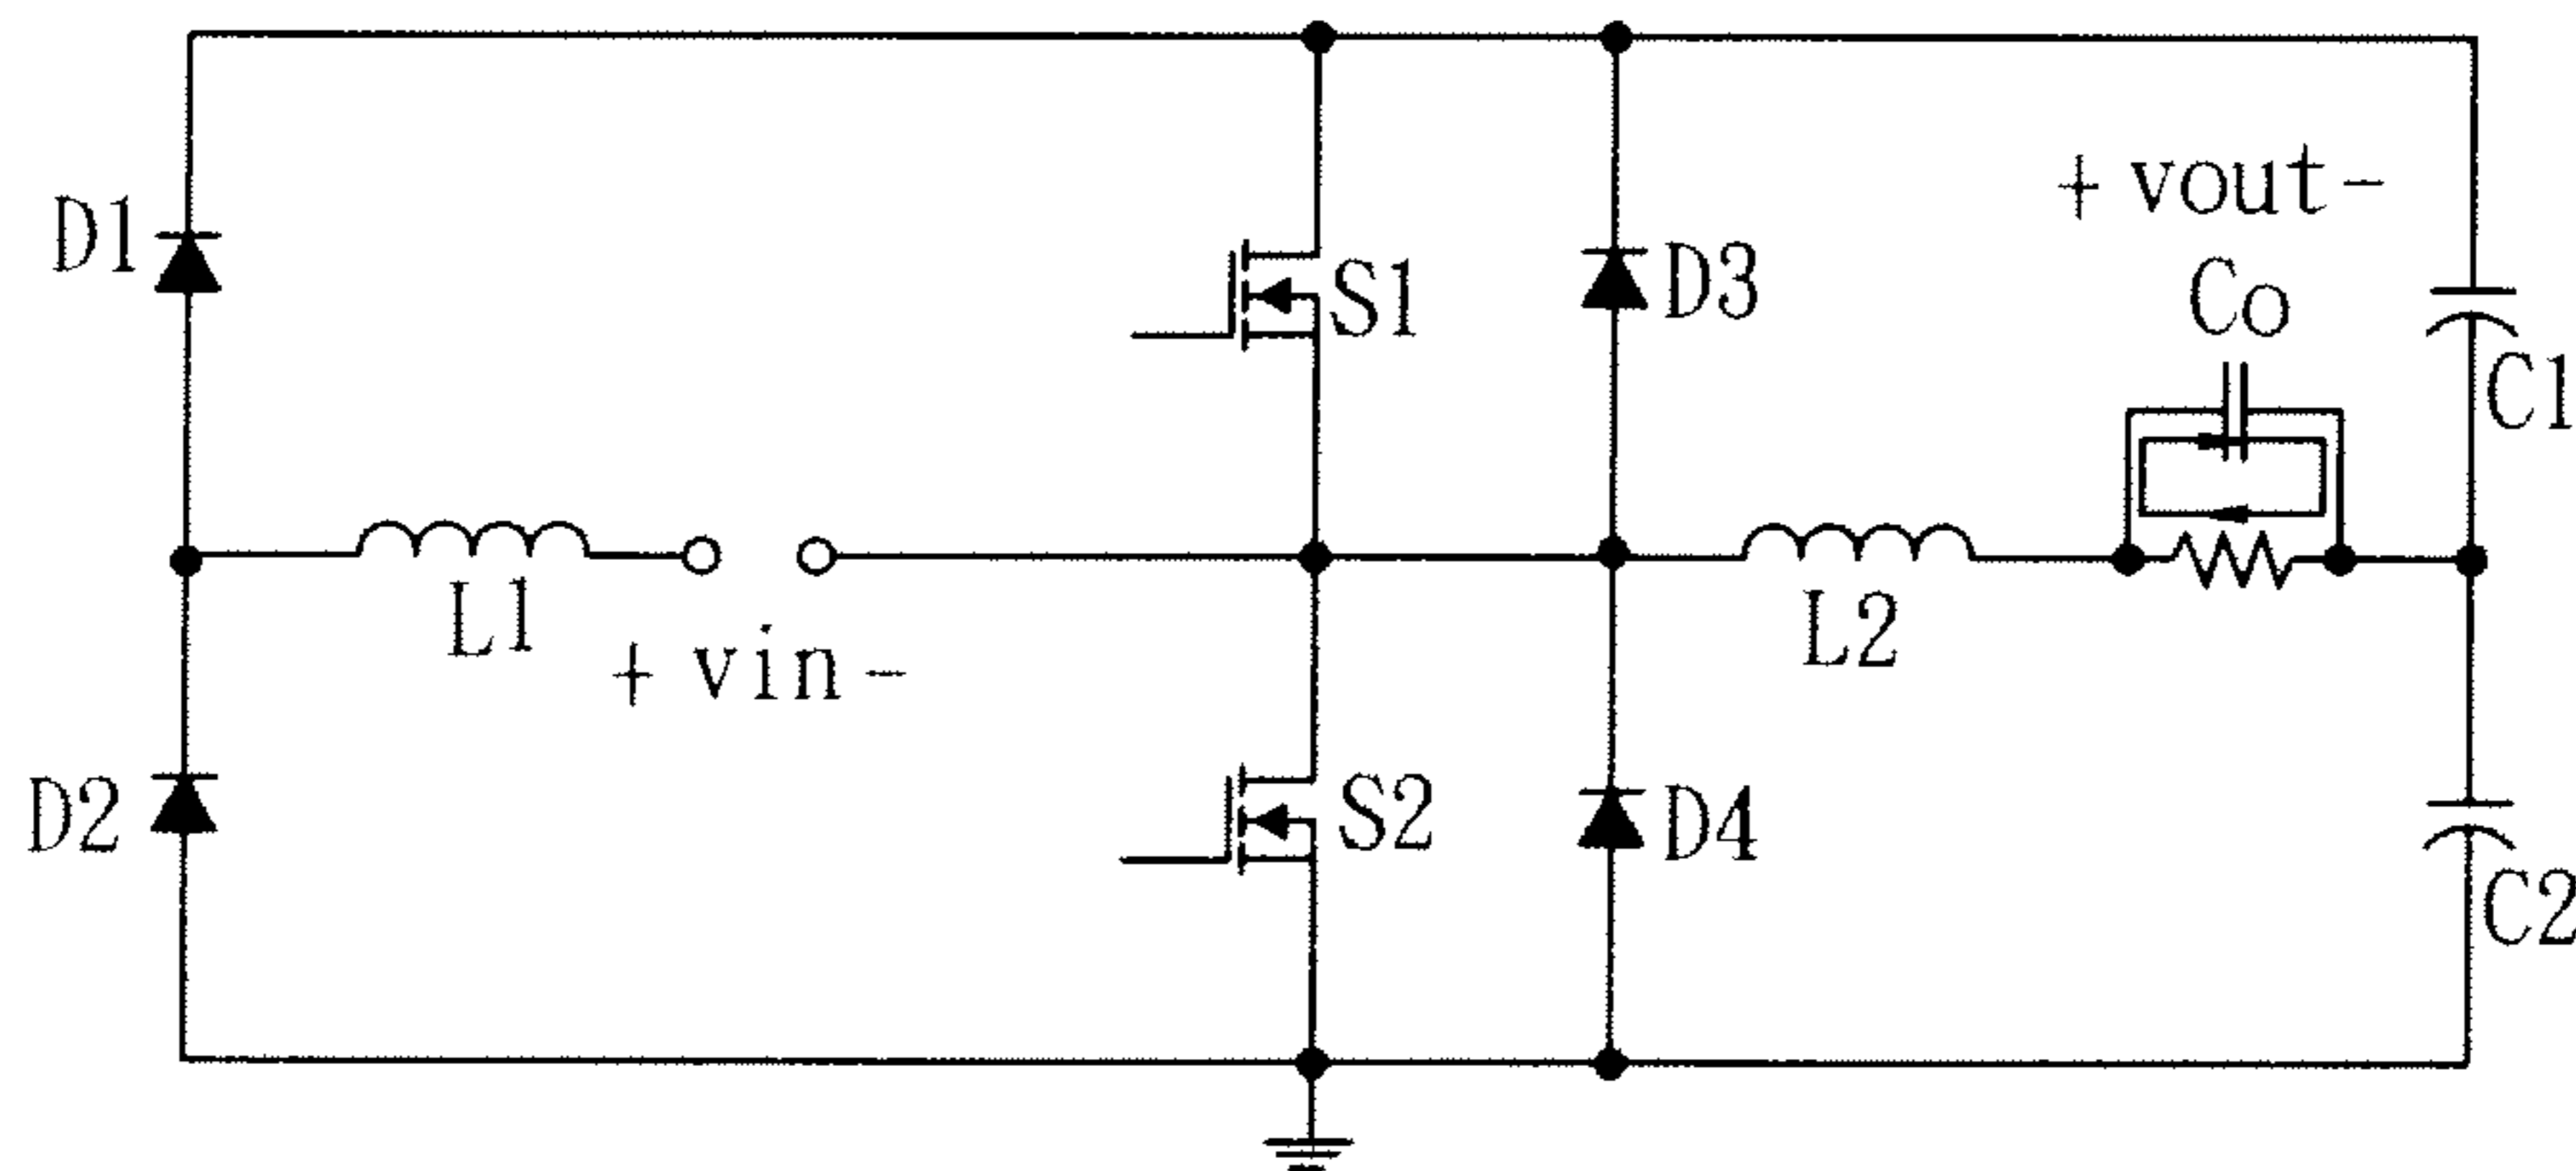 + vout -
D1
S1
D3
Co
C1
L1
L2
+ vin -
D2
S2
D4
C2